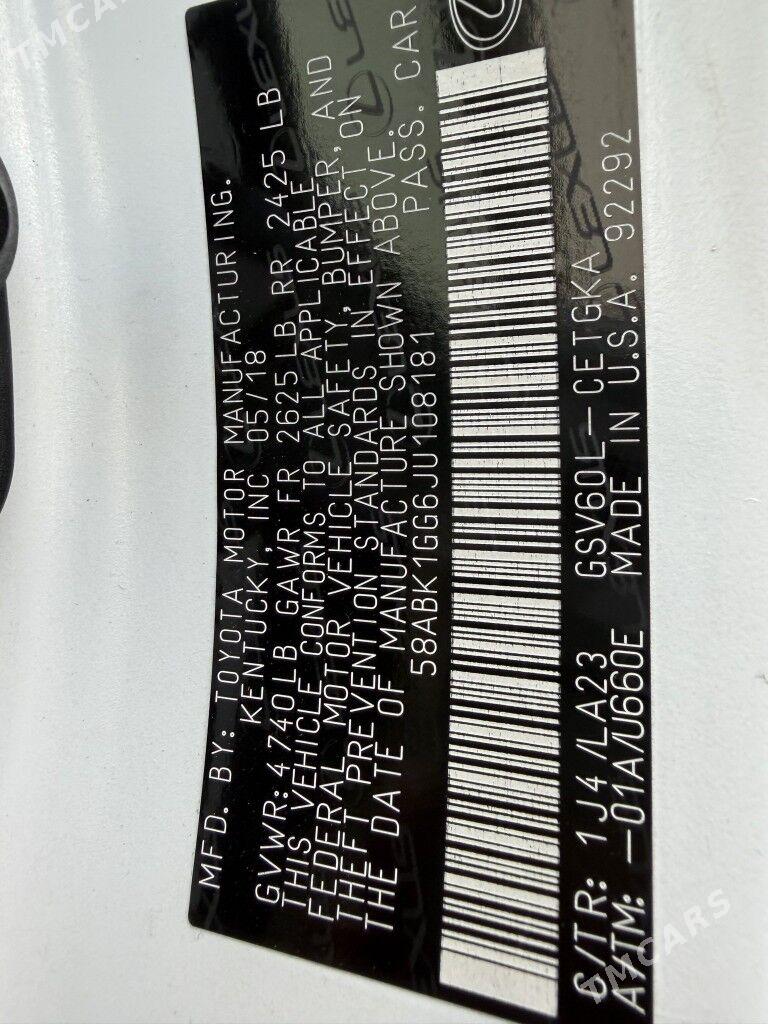 MFD. BY: TOYOTA MOTOR MANUFACTURING.
KENTUCKY, INC 05/18
GVWR: 4740LB GAWR FR 2625LB RR 2425 LB
THIS VEHICLE CONFORMS TO ALL APPLICABLE
FEDERAL MOTOR VEHICLE SAFETY, BUMPER, AND
THEFT PREVENTION STANDARDS IN EFFECT ON
THE DATE OF MANUFACTURE SHOWN ABOVE.
58ABK1GG6JU108181 PASS. CAR
C/TR: 1J4/LA23 GSV60L-CETGKA
A/TM: -01A/U660E MADE IN U.S.A. 92292
LEXUS
TMCARS
TMCARS